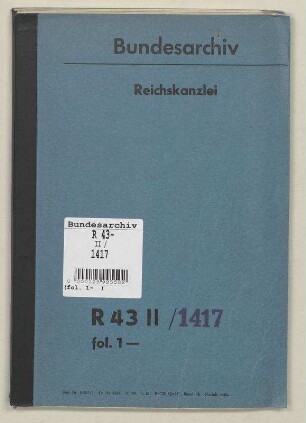 Bundesarchiv
Reichskanzlei
Bundesarchiv
R 43-
II/
1417
(fol. 1- )
R 43 II /1417
fol. 1 —